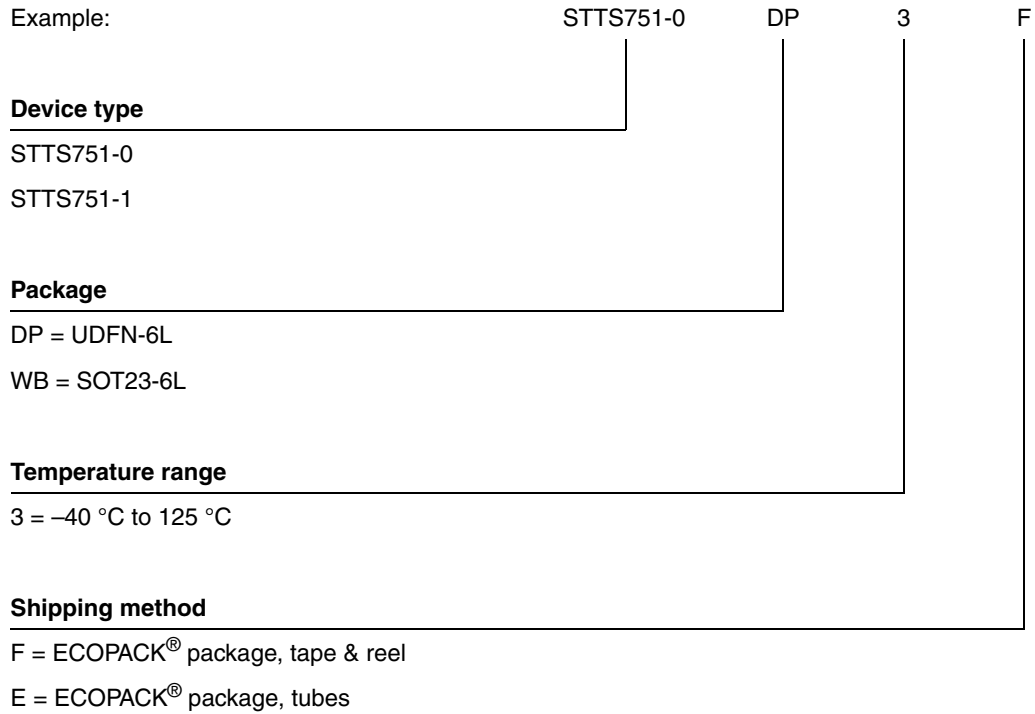 Example: STTS751-0 DP 3 F
Device type
STTS751-0
STTS751-1
Package
DP = UDFN-6L
WB = SOT23-6L
Temperature range
3 = –40 °C to 125 °C
Shipping method
F = ECOPACK® package, tape & reel
E = ECOPACK® package, tubes